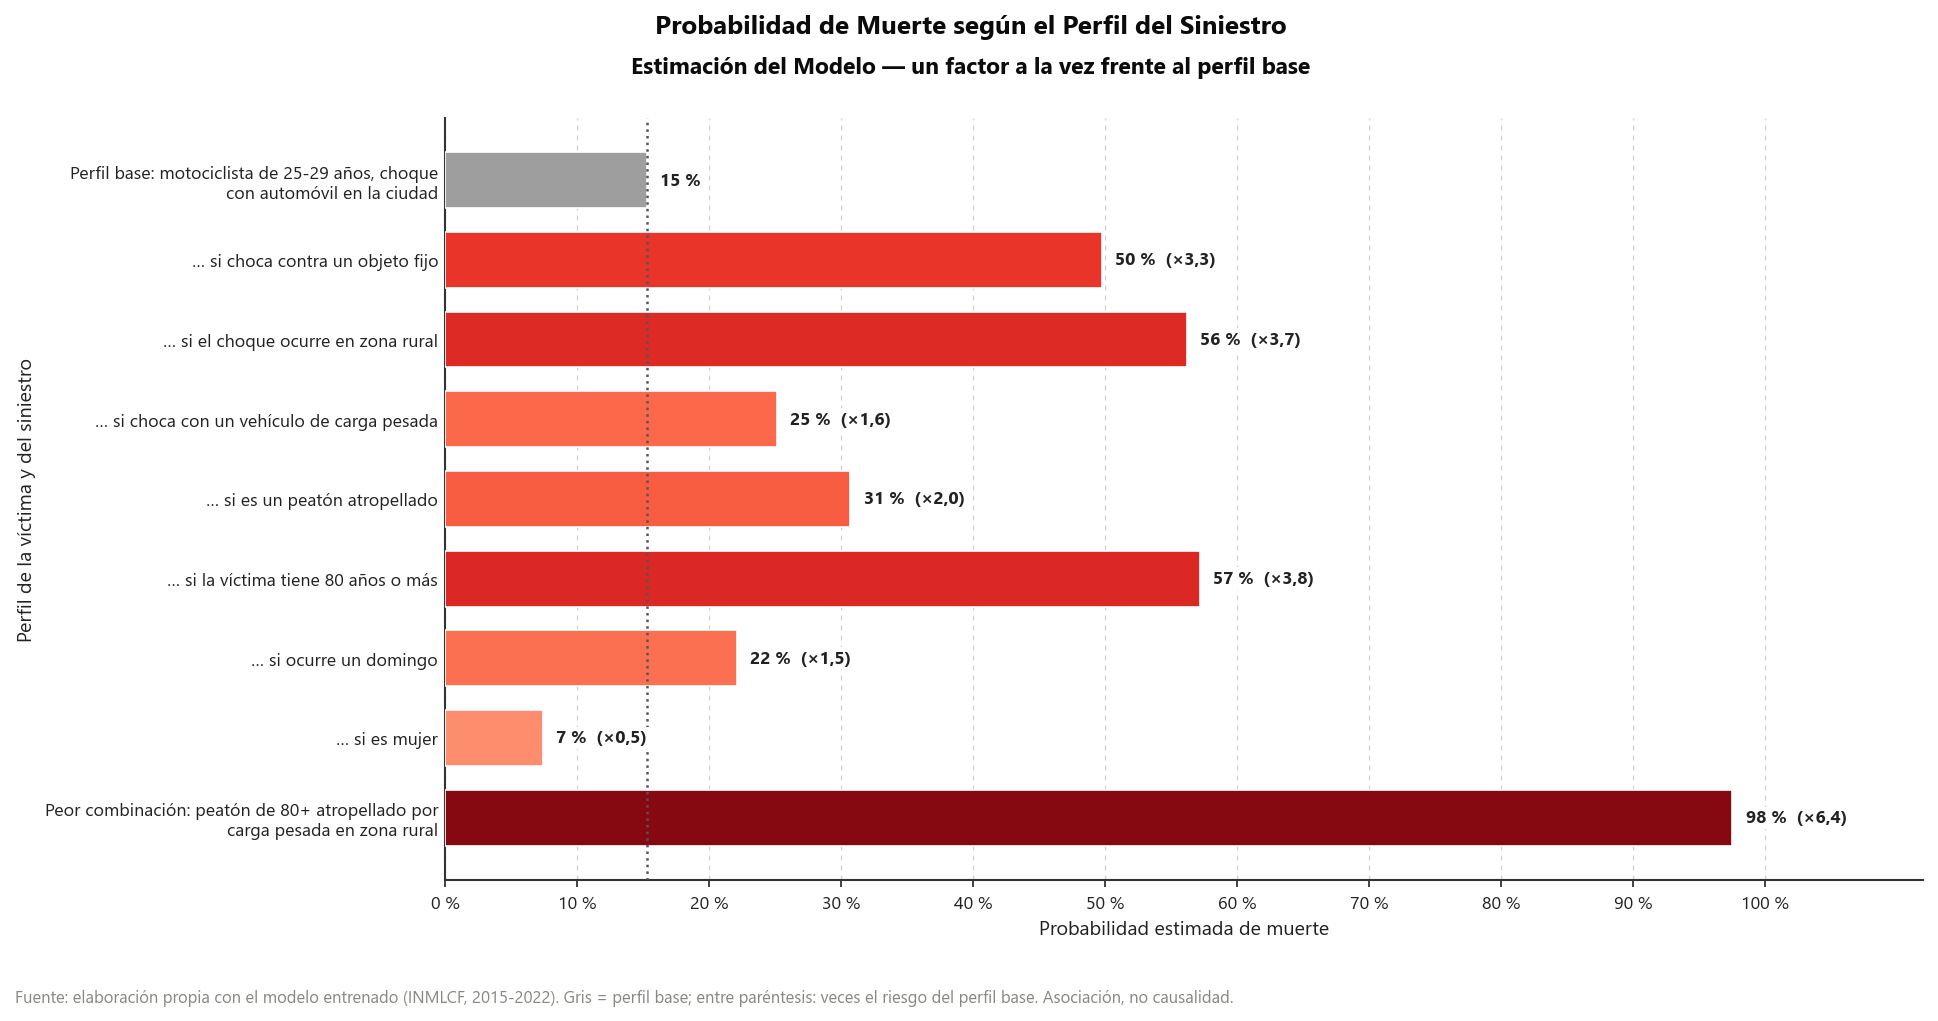 Probabilidad de Muerte según el Perfil del Siniestro
Estimación del Modelo — un factor a la vez frente al perfil base
Perfil de la víctima y del siniestro
Perfil base: motociclista de 25-29 años, choque
con automóvil en la ciudad
15 %
... si choca contra un objeto fijo
50 % (×3,3)
... si el choque ocurre en zona rural
56 % (×3,7)
... si choca con un vehículo de carga pesada
25 % (×1,6)
... si es un peatón atropellado
31 % (×2,0)
... si la víctima tiene 80 años o más
57 % (×3,8)
... si ocurre un domingo
22 % (×1,5)
... si es mujer
7 % (×0,5)
Peor combinación: peatón de 80+ atropellado por
carga pesada en zona rural
98 % (×6,4)
0 % 10 % 20 % 30 % 40 % 50 % 60 % 70 % 80 % 90 % 100 %
Probabilidad estimada de muerte
Fuente: elaboración propia con el modelo entrenado (INMLCF, 2015-2022). Gris = perfil base; entre paréntesis: veces el riesgo del perfil base. Asociación, no causalidad.